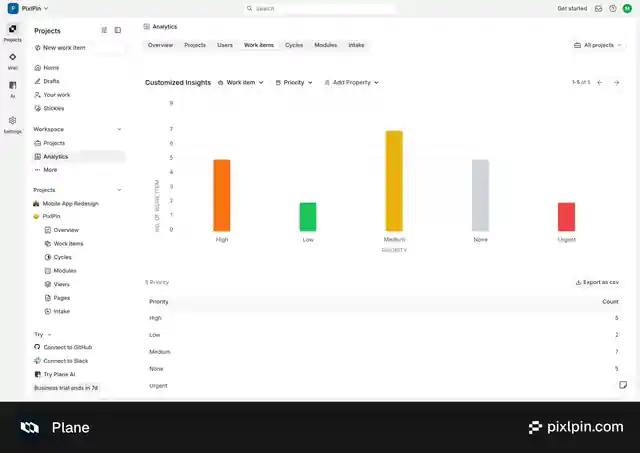 PixlPin
Search
Get started
M
Projects
Wiki
AI
Settings
Projects
New work item
Home
Drafts
Your work
Stickies
Workspace
Projects
Analytics
More
Projects
Mobile App Redesign
PixlPin
Overview
Work items
Cycles
Modules
Views
Pages
Intake
Try
Connect to GitHub
Connect to Slack
Try Plane AI
Business trial ends in 7d
Analytics
Overview Projects Users Work items Cycles Modules Intake
All projects
Customized Insights Work item Priority Add Property
1-5 of 5
9
7
6
5
4
3
2
1
0
NO. OF WORK ITEM
High Low Medium None Urgent
PRIORITY
5 Priority
Export as csv
Priority Count
High 5
Low 2
Medium 7
None 5
Urgent
Plane
pixlpin.com